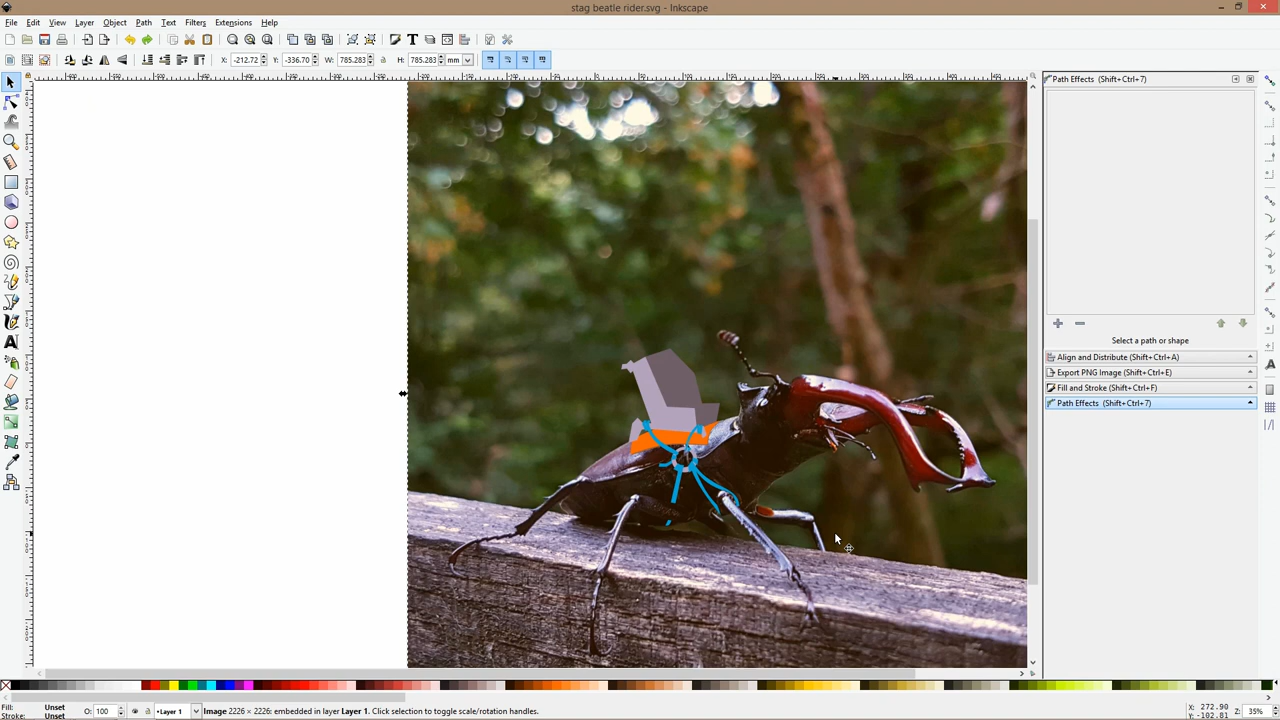 stag beatle rider.svg - Inkscape
File Edit View Layer Object Path Text Filters Extensions Help
X: -212.72 Y: -336.70 W: 785.283 H: 785.283 mm
Path Effects (Shift+Ctrl+7)
Select a path or shape
Align and Distribute (Shift+Ctrl+A)
Export PNG Image (Shift+Ctrl+E)
Fill and Stroke (Shift+Ctrl+F)
Path Effects (Shift+Ctrl+7)
Fill: Unset O: 100 Layer 1 Image 2226 × 2226: embedded in layer Layer 1. Click selection to toggle scale/rotation handles. X: 272.90 Z: 35%
Stroke: Unset Y: -102.81